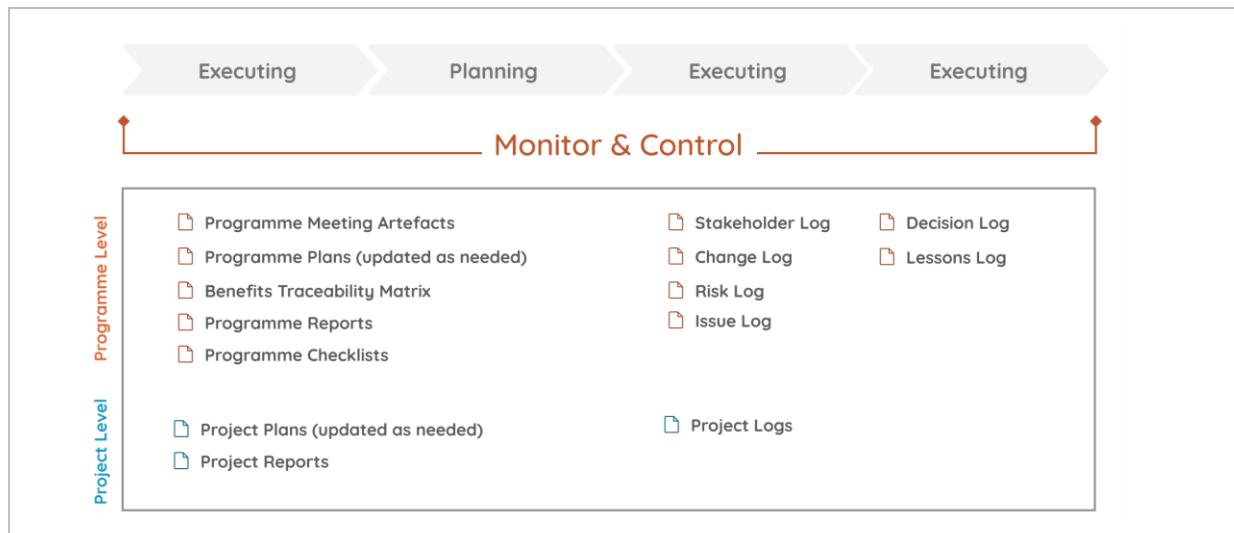 Executing
Planning
Executing
Executing
Monitor & Control
Programme Level
Programme Meeting Artefacts
Programme Plans (updated as needed)
Benefits Traceability Matrix
Programme Reports
Programme Checklists
Stakeholder Log
Change Log
Risk Log
Issue Log
Decision Log
Lessons Log
Project Level
Project Plans (updated as needed)
Project Reports
Project Logs